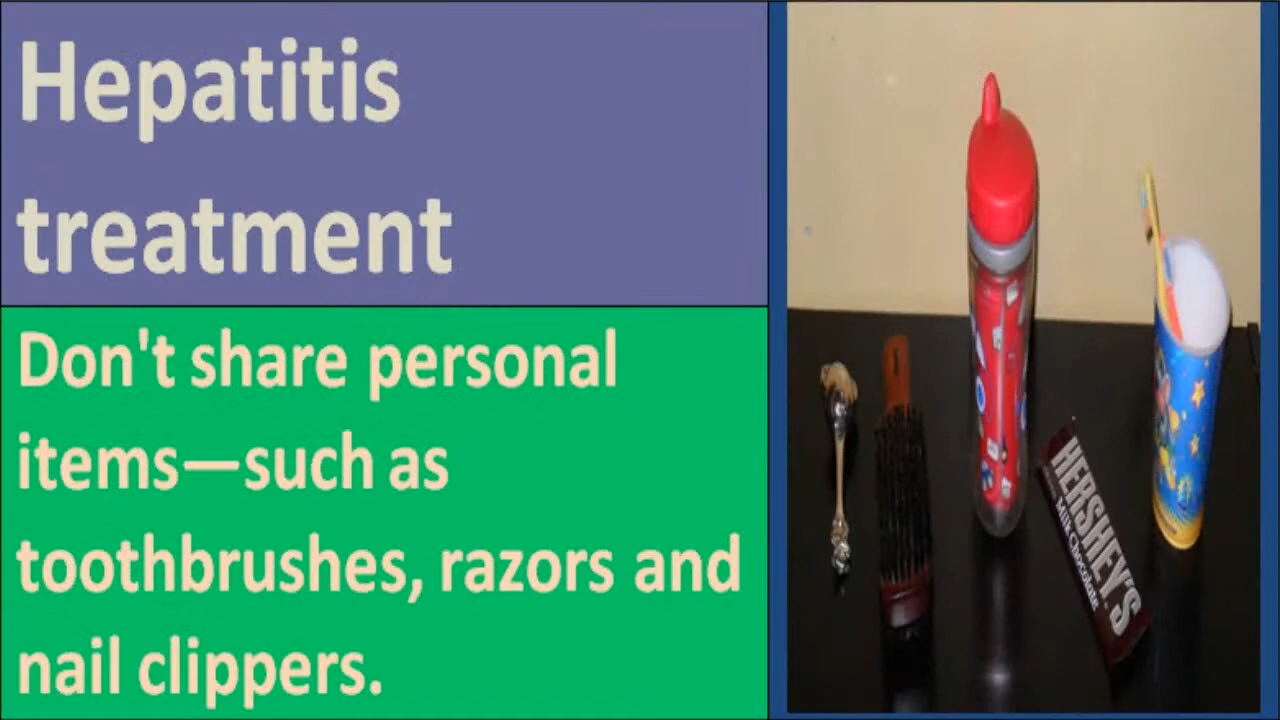 Hepatitis
treatment
Don't share personal
items—such as
toothbrushes, razors and
nail clippers.
HERSHEY'S
Milk Chocolate